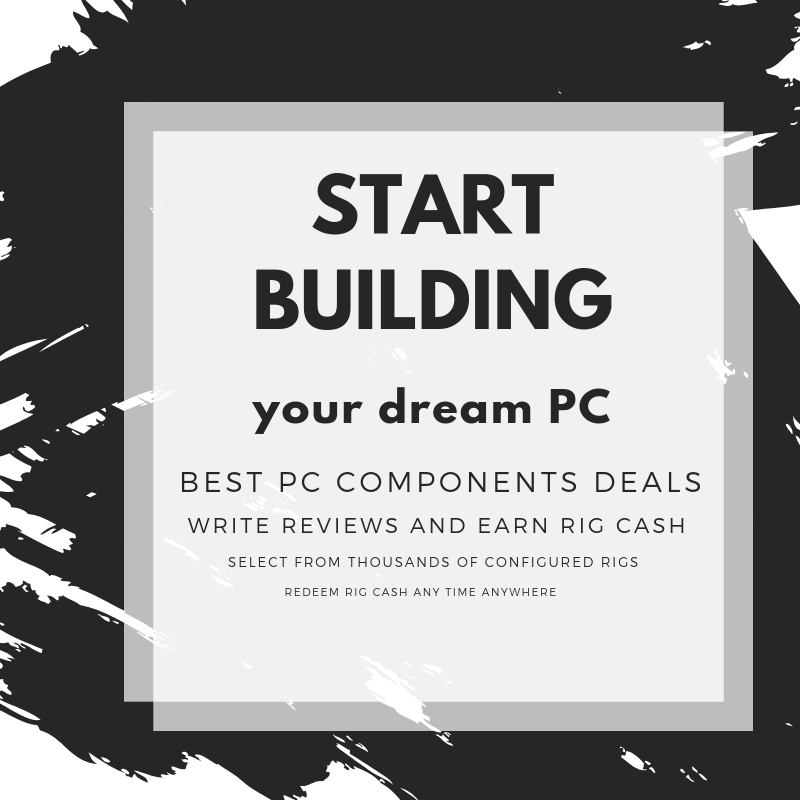 START
BUILDING
your dream PC
BEST PC COMPONENTS DEALS
WRITE REVIEWS AND EARN RIG CASH
SELECT FROM THOUSANDS OF CONFIGURED RIGS
REDEEM RIG CASH ANY TIME ANYWHERE